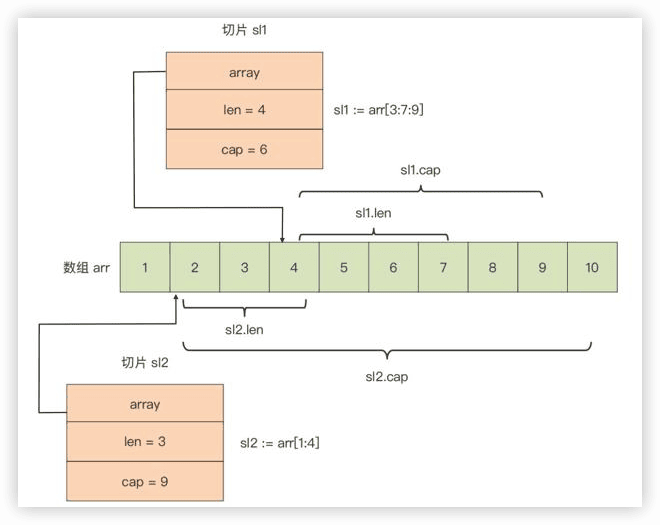 切片 sl1
array
len = 4
sl1 := arr[3:7:9]
cap = 6
sl1.cap
sl1.len
数组 arr
1
2
3
4
5
6
7
8
9
10
sl2.len
切片 sl2
sl2.cap
array
len = 3
sl2 := arr[1:4]
cap = 9